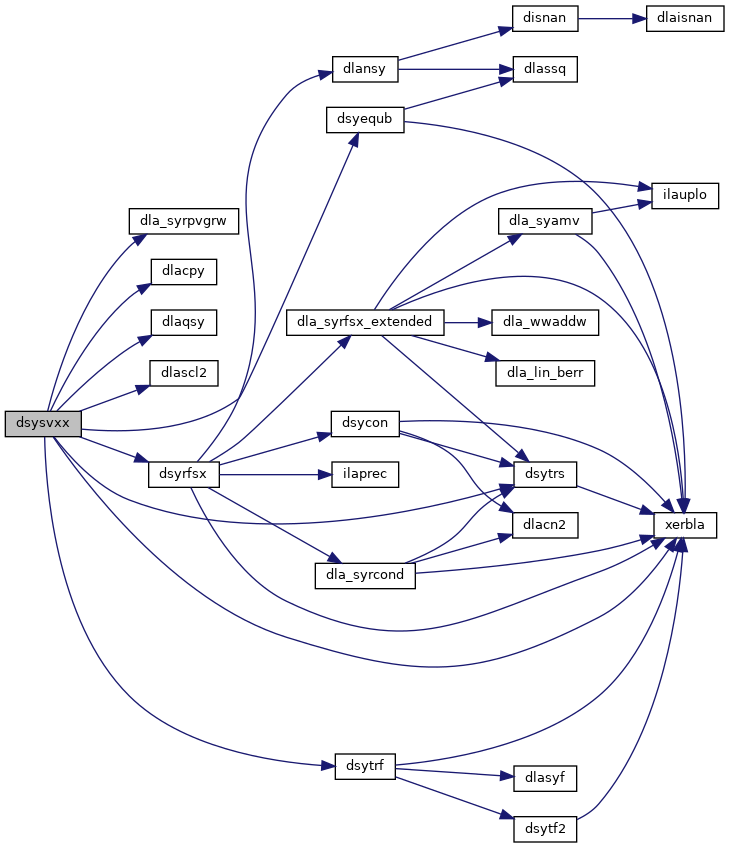 disnan
dlaisnan
dlansy
dlassq
dsyequb
ilauplo
dla_syrpvgrw
dla_syamv
dlacpy
dlaqsy
dla_syrfsx_extended
dla_wwaddw
dlascl2
dla_lin_berr
dsysvxx
dsycon
dsyrfsx
ilaprec
dsytrs
dlacn2
xerbla
dla_syrcond
dsytrf
dlasyf
dsytf2